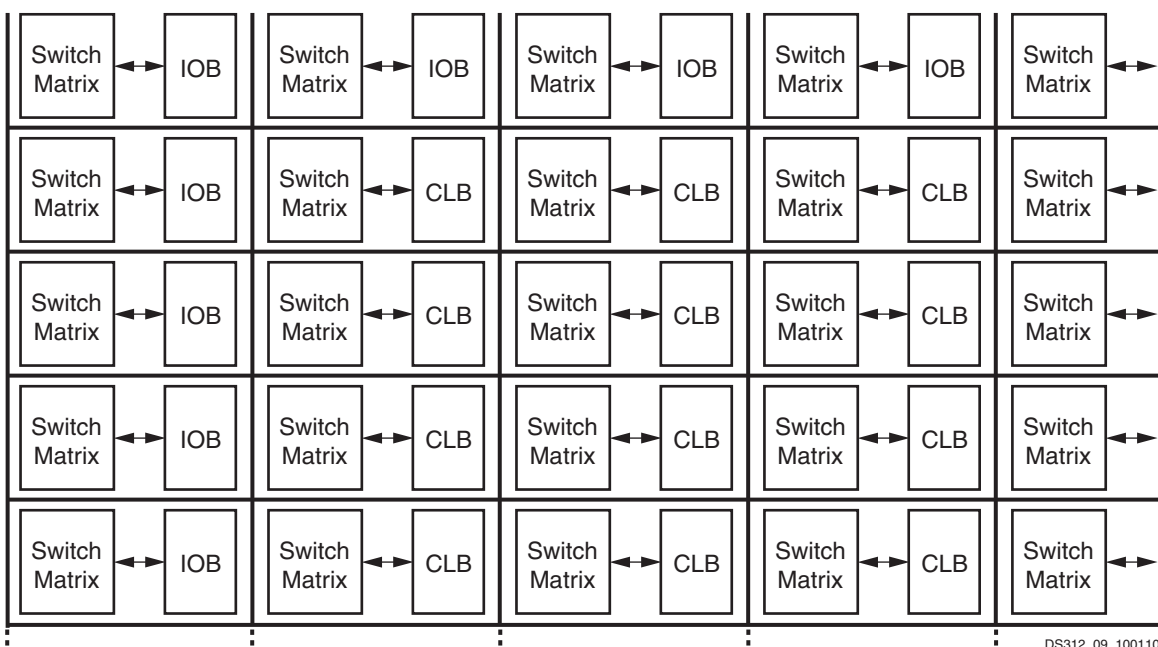 Switch Matrix IOB Switch Matrix IOB Switch Matrix IOB Switch Matrix IOB Switch Matrix
Switch Matrix IOB Switch Matrix CLB Switch Matrix CLB Switch Matrix CLB Switch Matrix
Switch Matrix IOB Switch Matrix CLB Switch Matrix CLB Switch Matrix CLB Switch Matrix
Switch Matrix IOB Switch Matrix CLB Switch Matrix CLB Switch Matrix CLB Switch Matrix
Switch Matrix IOB Switch Matrix CLB Switch Matrix CLB Switch Matrix CLB Switch Matrix
DS312_09_100110